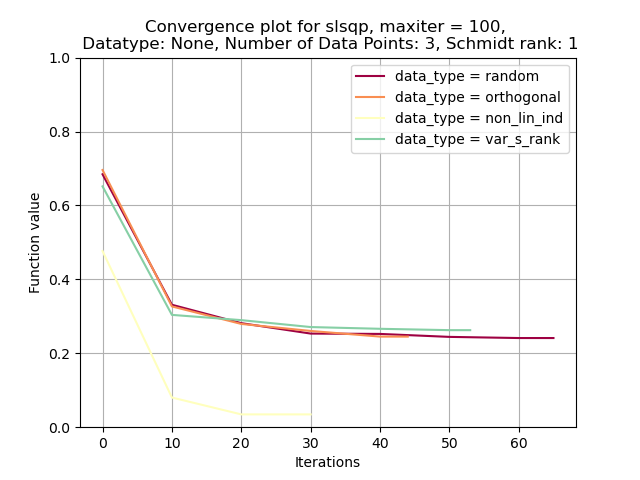 Convergence plot for slsqp, maxiter = 100,
Datatype: None, Number of Data Points: 3, Schmidt rank: 1
1.0
0.8
0.6
0.4
0.2
0.0
Function value
data_type = random
data_type = orthogonal
data_type = non_lin_ind
data_type = var_s_rank
0 10 20 30 40 50 60
Iterations